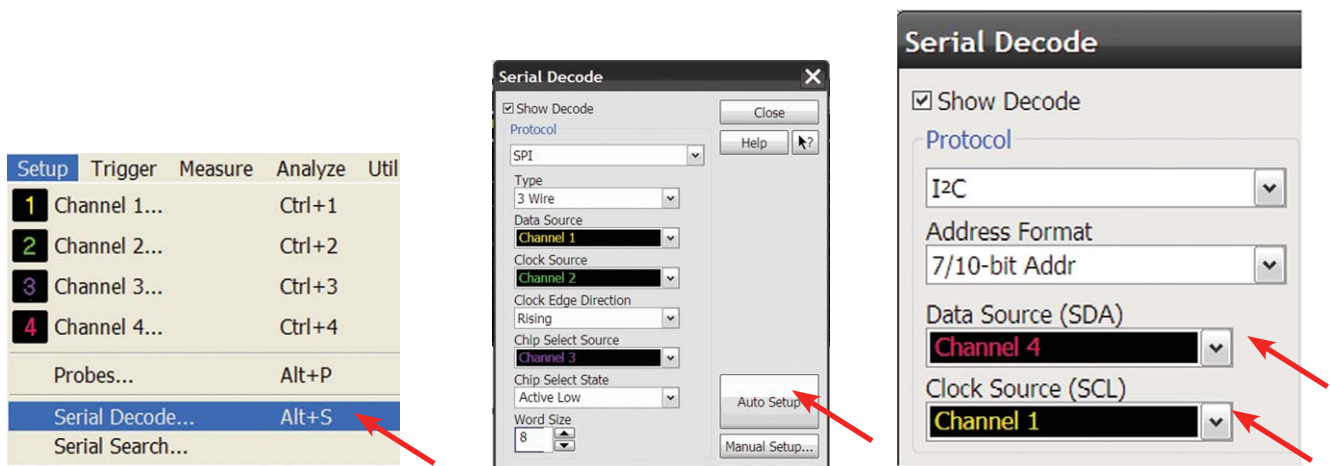 Setup Trigger Measure Analyze Util
1 Channel 1... Ctrl+1
2 Channel 2... Ctrl+2
3 Channel 3... Ctrl+3
4 Channel 4... Ctrl+4
Probes... Alt+P
Serial Decode... Alt+S
Serial Search...
Serial Decode X
Show Decode
Close
Protocol
Help ?
SPI
Type
3 Wire
Data Source
Channel 1
Clock Source
Channel 2
Clock Edge Direction
Rising
Chip Select Source
Channel 3
Chip Select State
Active Low
Auto Setup
Word Size
8
Manual Setup...
Serial Decode
Show Decode
Protocol
I2C
Address Format
7/10-bit Addr
Data Source (SDA)
Channel 4
Clock Source (SCL)
Channel 1